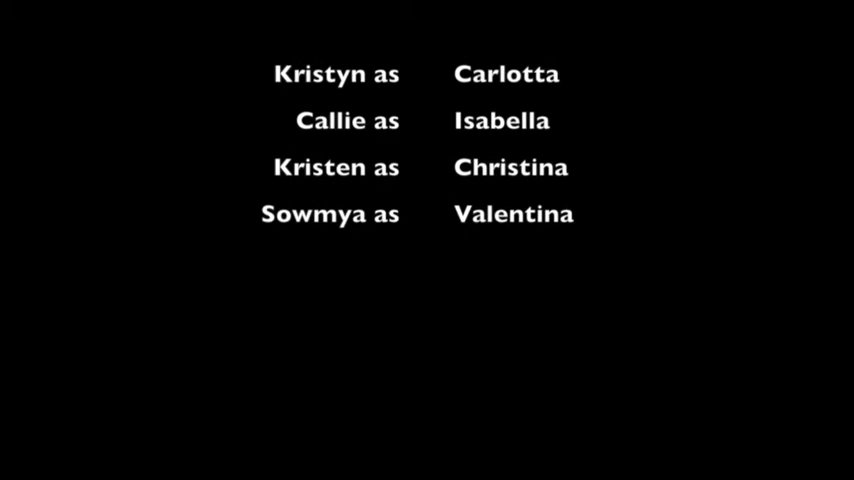 Kristyn as Carlotta
Callie as Isabella
Kristen as Christina
Sowmya as Valentina